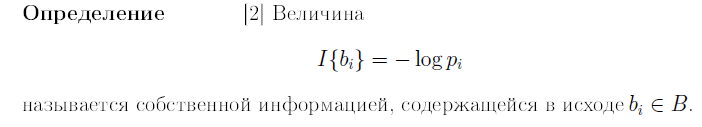 Определение |2| Величина
I{b_i} = − log p_i
называется собственной информацией, содержащейся в исходе b_i ∈ B.